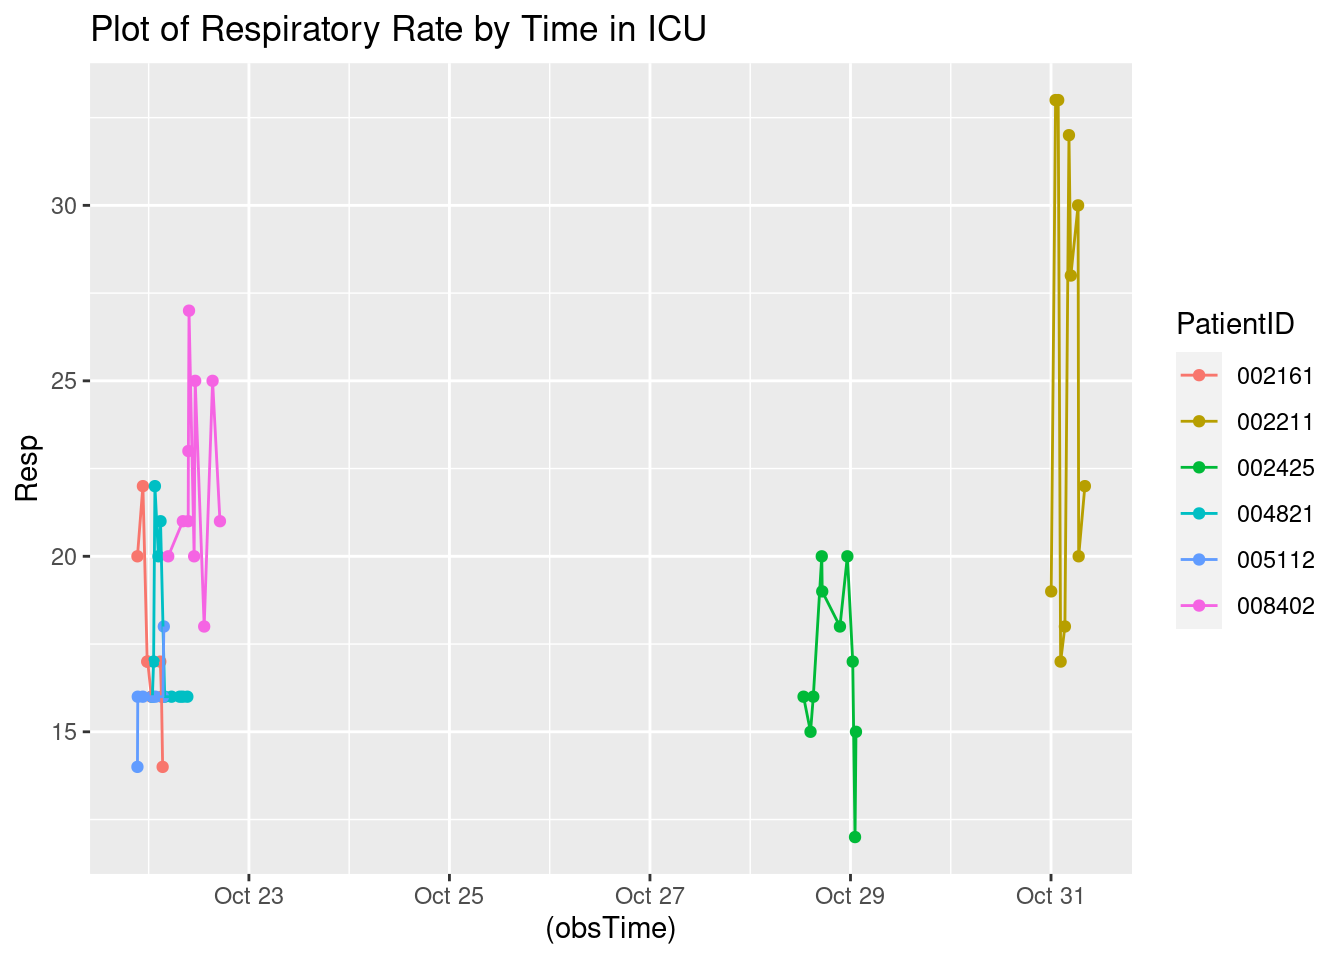 Plot of Respiratory Rate by Time in ICU
Resp
30
25
20
15
Oct 23
Oct 25
Oct 27
Oct 29
Oct 31
(obsTime)
PatientID
002161
002211
002425
004821
005112
008402